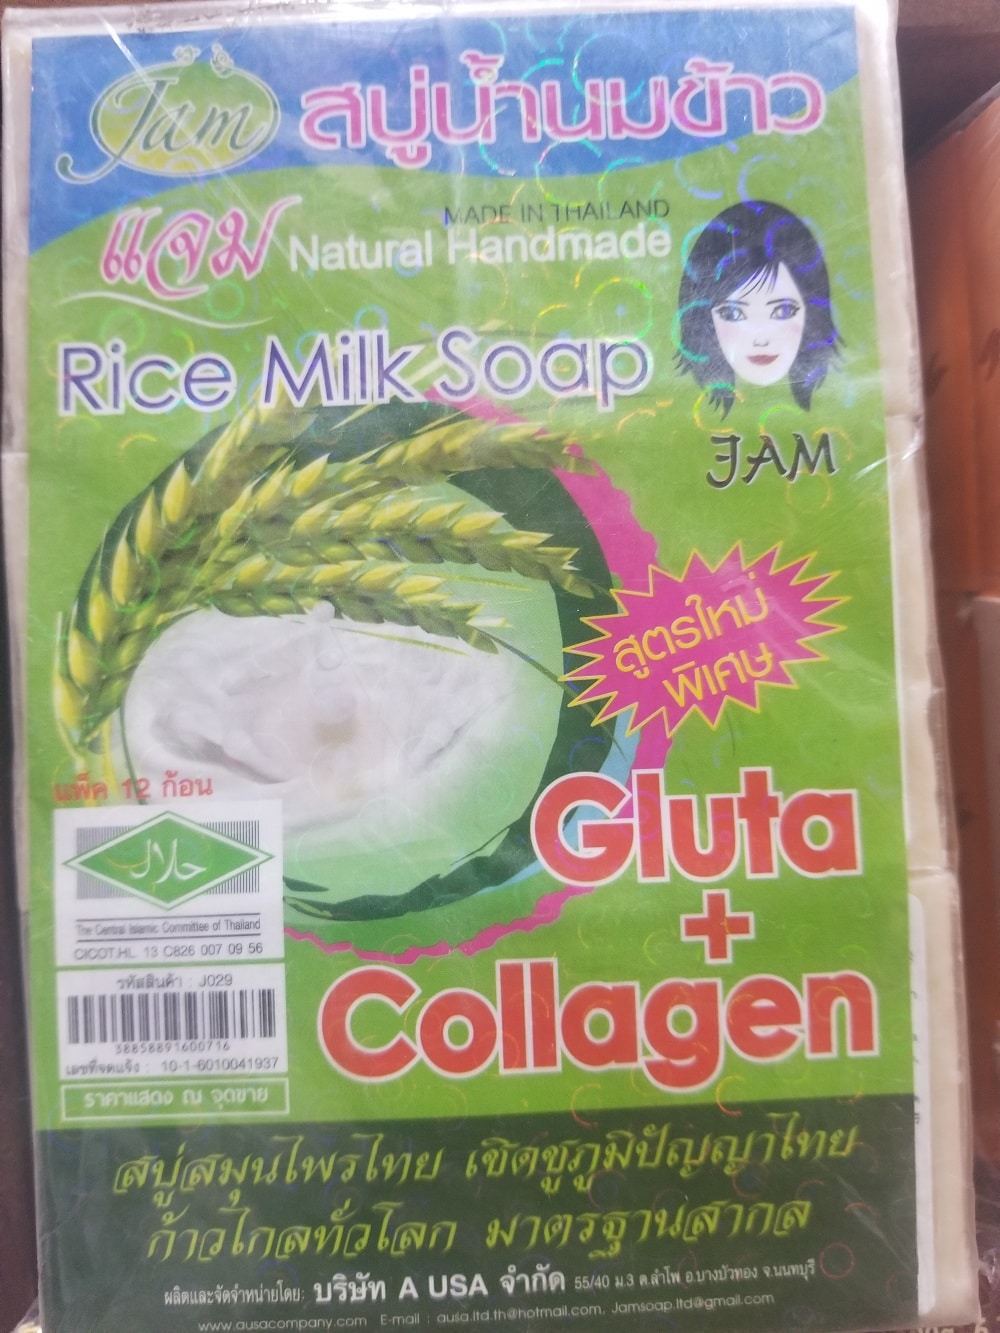 Jam
สบู่น้ำนมข้าว
แจม
MADE IN THAILAND
Natural Handmade
Rice Milk Soap
JAM
สูตรใหม่
พิเศษ
แพ็ค 12 ก้อน
Gluta
+
Collagen
حلال
The Central Islamic Committee of Thailand
CICOT.HL. 13 C826 007 09 56
รหัสสินค้า : J029
38858891600716
เลขที่จดแจ้ง : 10-1-6010041937
ราคาแสดง ณ จุดขาย
สบู่สมุนไพรไทย เชิดชูภูมิปัญญาไทย
ก้าวไกลทั่วโลก มาตรฐานสากล
ผลิตและจัดจำหน่ายโดย: บริษัท A USA จำกัด 55/40 ม.3 ต.ลำโพ อ.บางบัวทอง จ.นนทบุรี
www.ausacompany.com E-mail : ausa.ltd.th@hotmail.com, Jamsoap.ltd@gmail.com